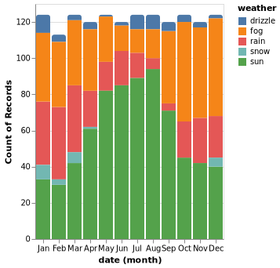 weather
drizzle
fog
rain
snow
sun
Count of Records
120
100
80
60
40
20
0
Jan Feb Mar Apr May Jun Jul Aug Sep Oct Nov Dec
date (month)